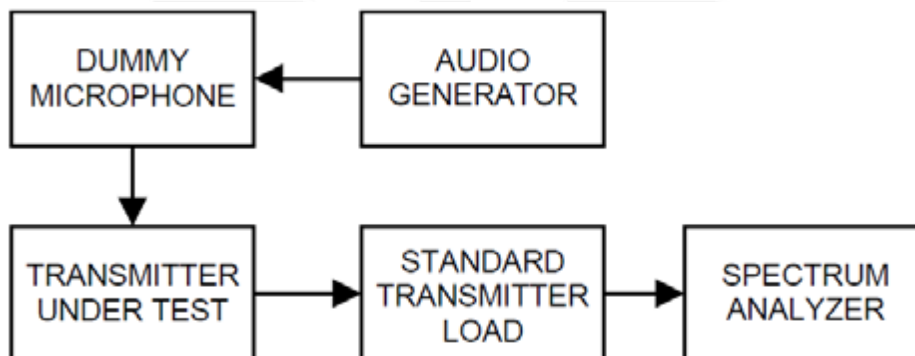 DUMMY
MICROPHONE
AUDIO
GENERATOR
TRANSMITTER
UNDER TEST
STANDARD
TRANSMITTER
LOAD
SPECTRUM
ANALYZER